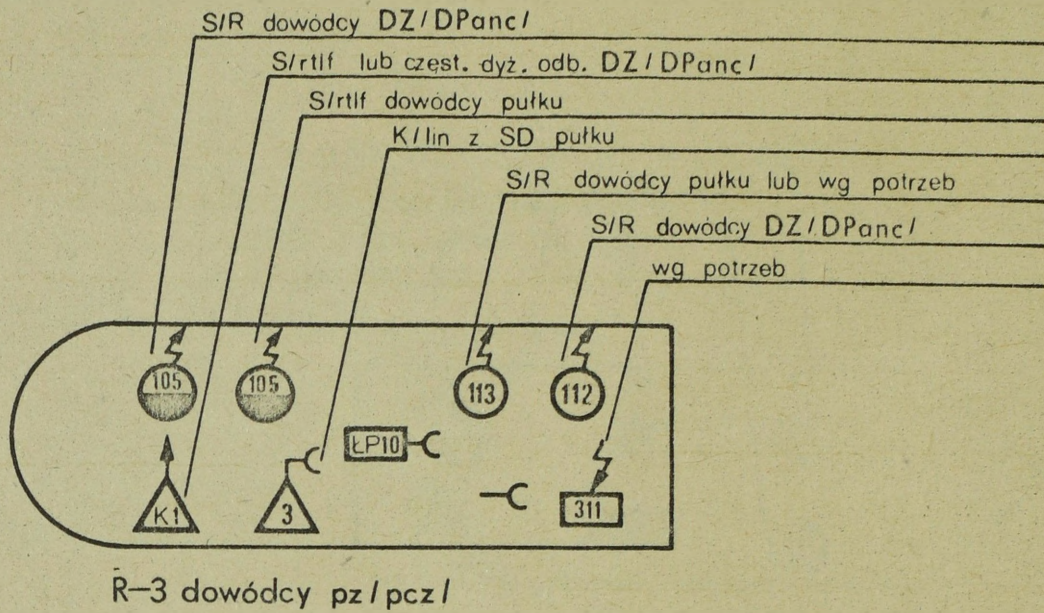 S/R dowódcy DZ/DPanc/
S/rtlf lub częst. dyż. odb. DZ/DPanc/
S/rtlf dowódcy pułku
K/lin z SD pułku
S/R dowódcy pułku lub wg potrzeb
S/R dowódcy DZ/DPanc/
wg potrzeb
105 105 113 112
ŁP10
K1 3 311
R-3 dowódcy pz/pcz/